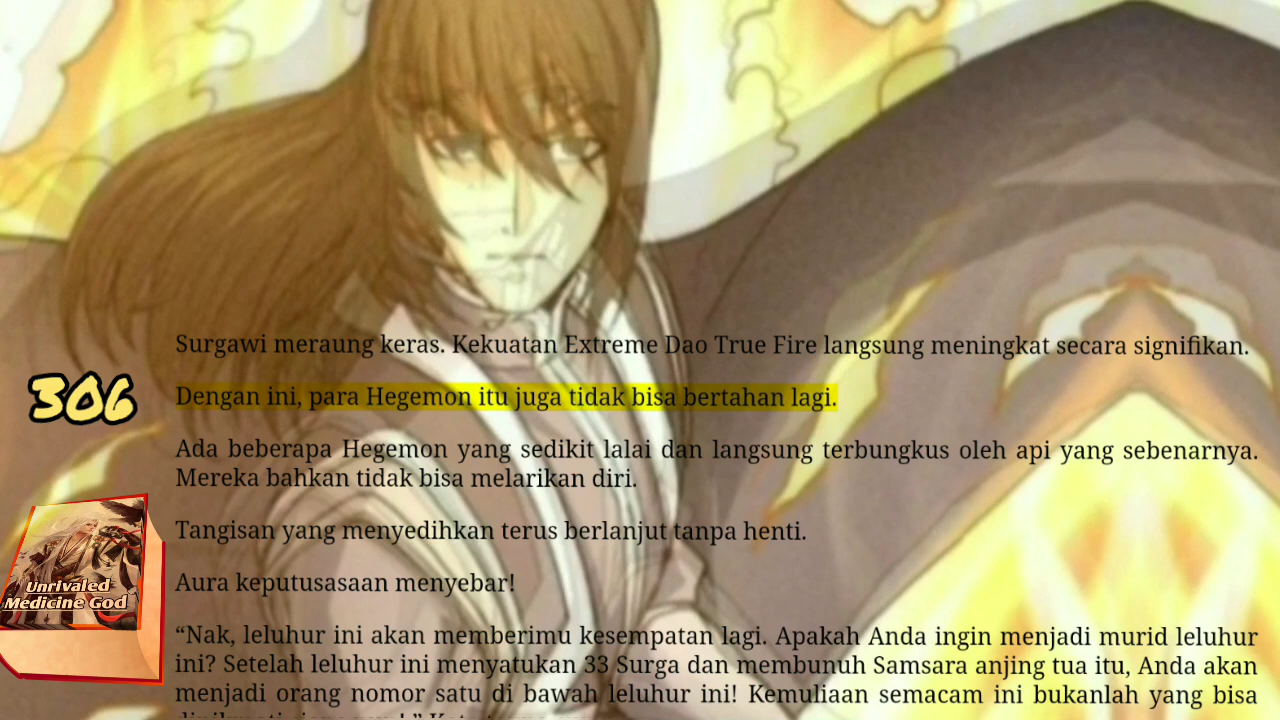 Surgawi meraung keras. Kekuatan Extreme Dao True Fire langsung meningkat secara signifikan.
Dengan ini, para Hegemon itu juga tidak bisa bertahan lagi.
306
Ada beberapa Hegemon yang sedikit lalai dan langsung terbungkus oleh api yang sebenarnya.
Mereka bahkan tidak bisa melarikan diri.
Tangisan yang menyedihkan terus berlanjut tanpa henti.
Aura keputusasaan menyebar!
Unrivaled
Medicine God
“Nak, leluhur ini akan memberimu kesempatan lagi. Apakah Anda ingin menjadi murid leluhur
ini? Setelah leluhur ini menyatukan 33 Surga dan membunuh Samsara anjing tua itu, Anda akan
menjadi orang nomor satu di bawah leluhur ini! Kemuliaan semacam ini bukanlah yang bisa